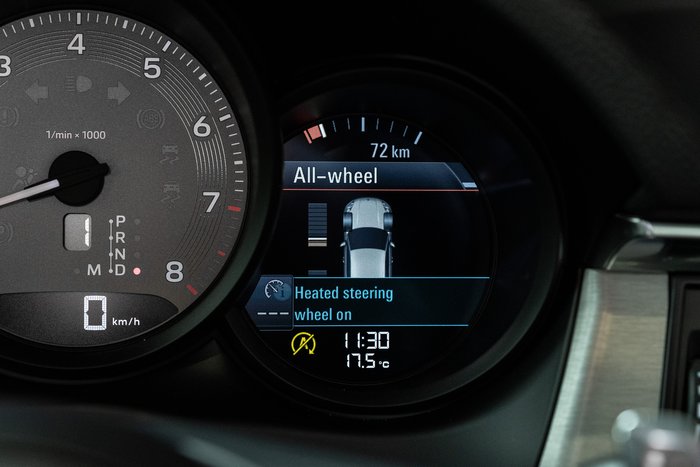 3
4
5
6
7
8
1/min × 1000
1
P
R
N
M D
0 km/h
72 km
All-wheel
Heated steering
wheel on
---
A
11:30
17.5 °C